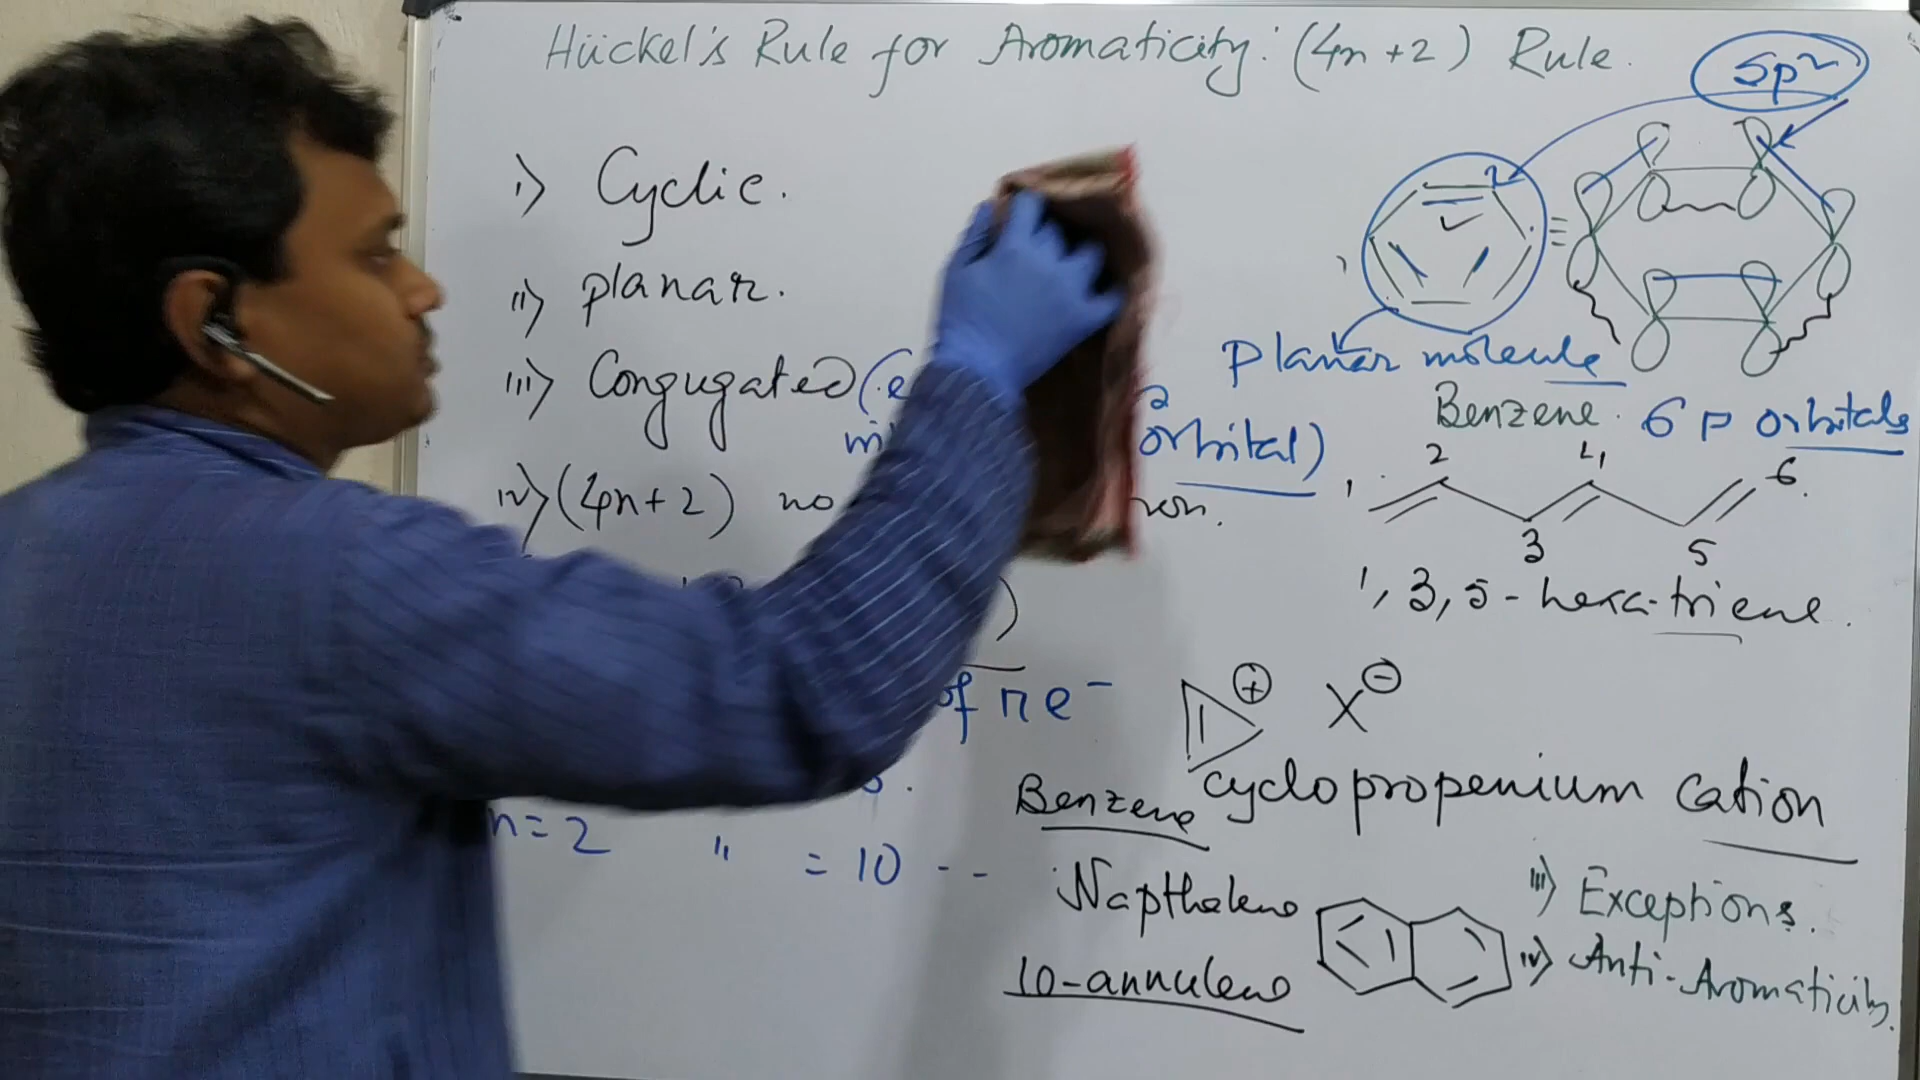 Hückel's Rule for Aromaticity: (4n+2) Rule.
Sp²
i) Cyclic.
ii) planar.
iii) Conjugated (
orbital)
iv) (4n+2) no
of π e⁻
n=2 " = 10 --
planar molecule
Benzene. 6 p orbitals
1 2 3 4 5 6.
1, 3, 5-hexa-triene.
⊕ X⊖
cyclopropenium cation
Benzene
Napthalene
10-annulene
iii) Exceptions.
iv) Anti-Aromaticity.